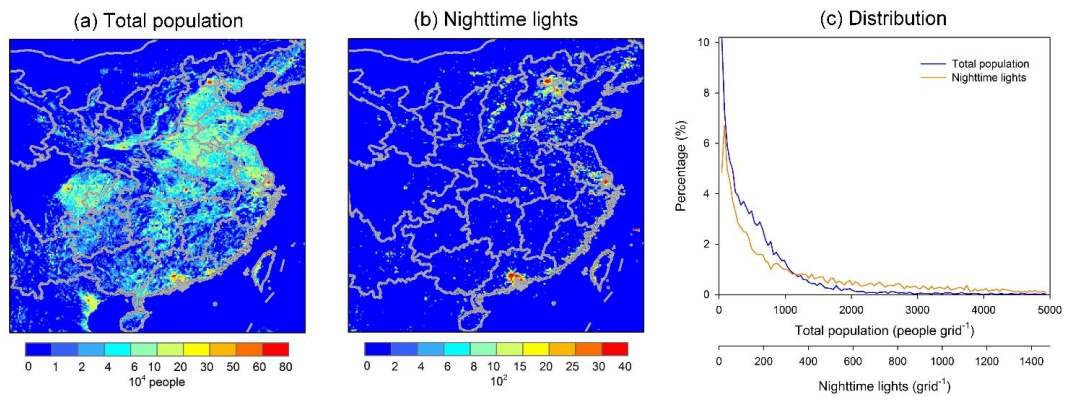 (a) Total population
(b) Nighttime lights
(c) Distribution
0 1 2 3 6 10 20 30 50 60 80
10⁴ people
0 2 4 6 8 10 15 20 25 30 40
10²
Total population
Nighttime lights
Percentage (%)
10
8
6
4
2
0
0 1000 2000 3000 4000 5000
Total population (people grid⁻¹)
0 200 400 600 800 1000 1200 1400
Nighttime lights (grid⁻¹)